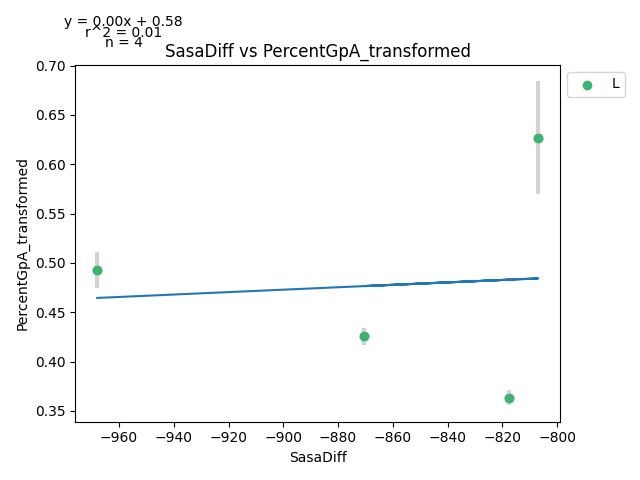 y = 0.00x + 0.58
r^2 = 0.01
n = 4
SasaDiff vs PercentGpA_transformed
L
0.70
0.65
0.60
0.55
0.50
0.45
0.40
0.35
PercentGpA_transformed
−960 −940 −920 −900 −880 −860 −840 −820 −800
SasaDiff